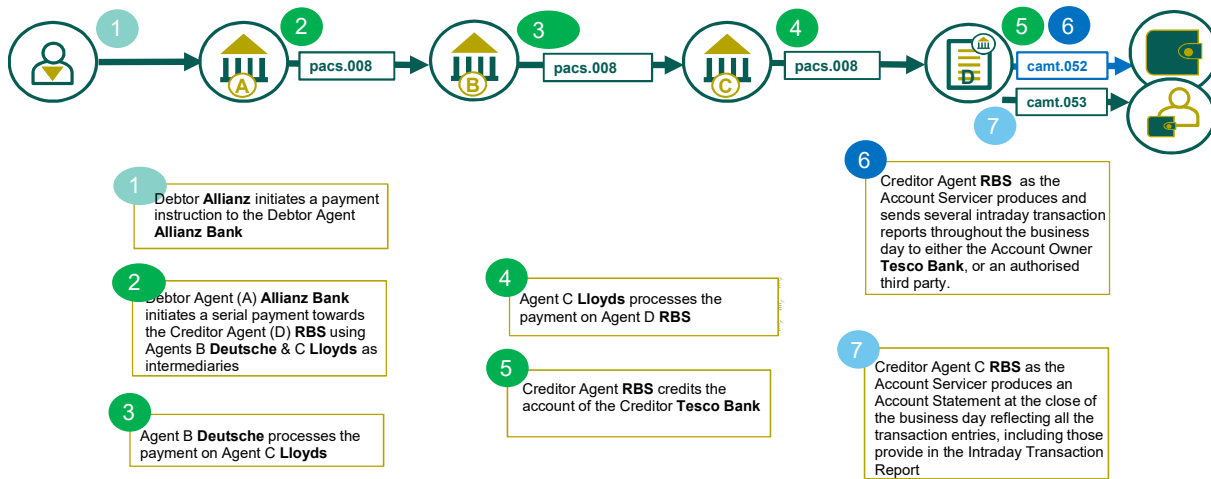 1
2
3
4
5
6
A
pacs.008
B
pacs.008
C
pacs.008
D
camt.052
camt.053
7
1
Debtor Allianz initiates a payment
instruction to the Debtor Agent
Allianz Bank
2
Debtor Agent (A) Allianz Bank
initiates a serial payment towards
the Creditor Agent (D) RBS using
Agents B Deutsche & C Lloyds as
intermediaries
3
Agent B Deutsche processes the
payment on Agent C Lloyds
4
Agent C Lloyds processes the
payment on Agent D RBS
5
Creditor Agent RBS credits the
account of the Creditor Tesco Bank
6
Creditor Agent RBS as the
Account Servicer produces and
sends several intraday transaction
reports throughout the business
day to either the Account Owner
Tesco Bank, or an authorised
third party.
7
Creditor Agent C RBS as the
Account Servicer produces an
Account Statement at the close of
the business day reflecting all the
transaction entries, including those
provide in the Intraday Transaction
Report